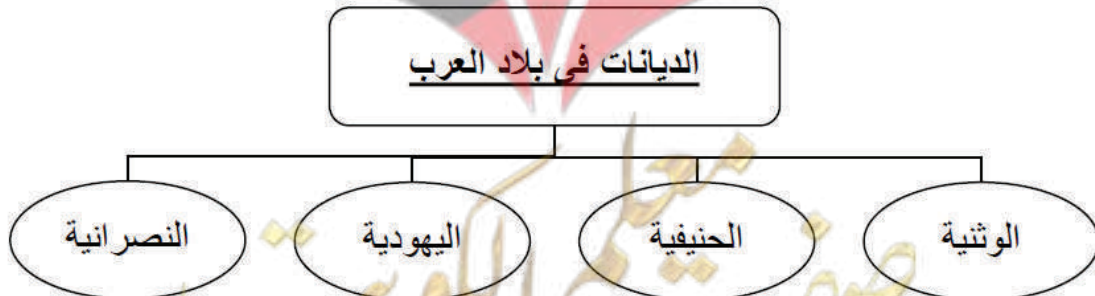 الديانات فى بلاد العرب
الوثنية
الحنيفية
اليهودية
النصرانية